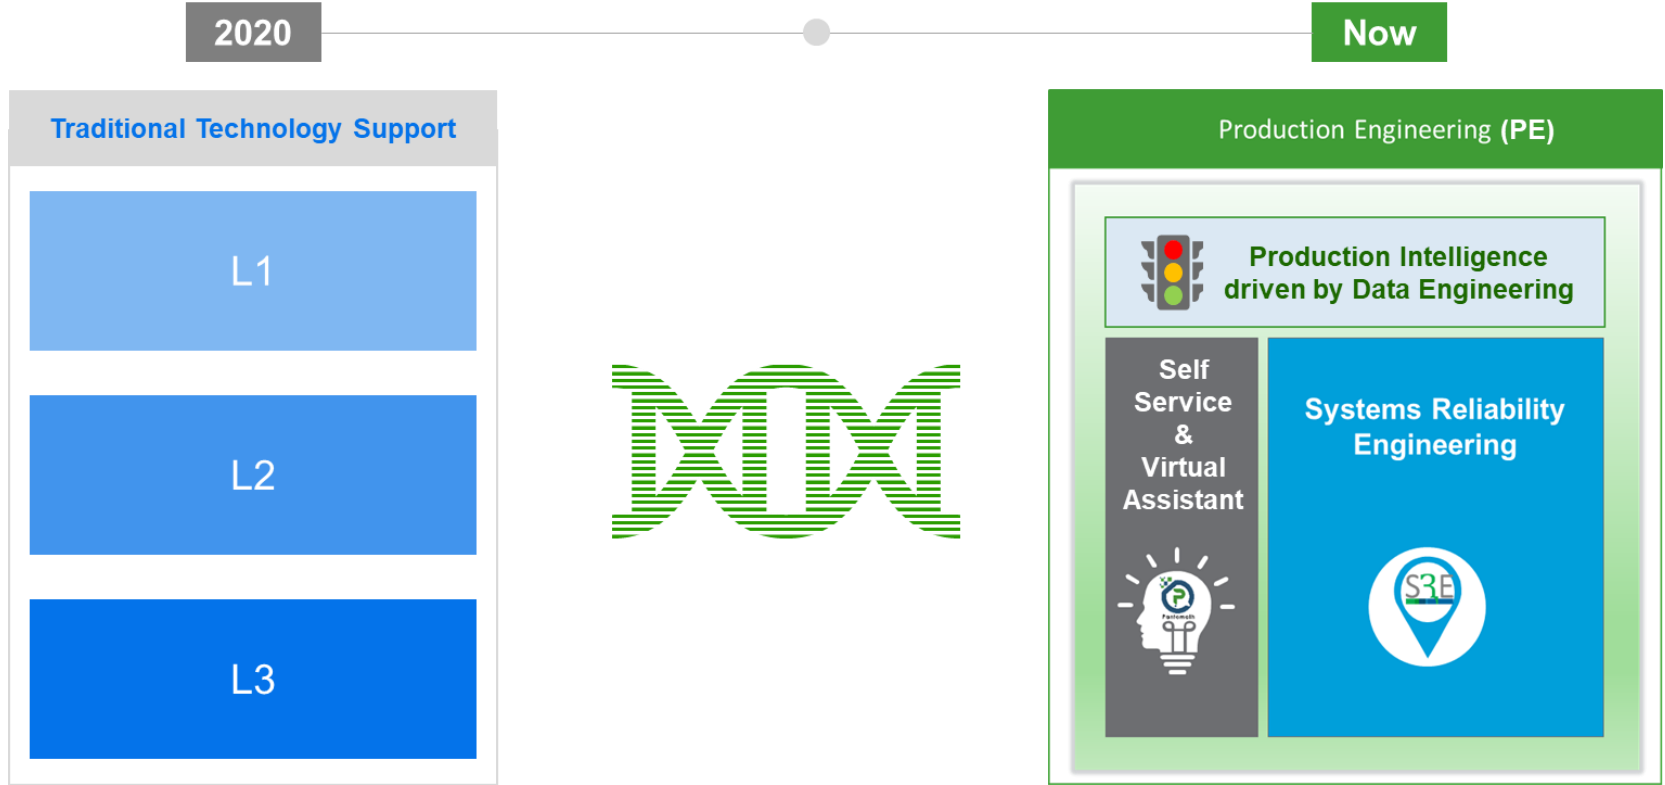 2020
Now
Traditional Technology Support
L1
L2
L3
Production Engineering (PE)
Production Intelligence
driven by Data Engineering
Self
Service
&
Virtual
Assistant
P
Systems Reliability
Engineering
S3E